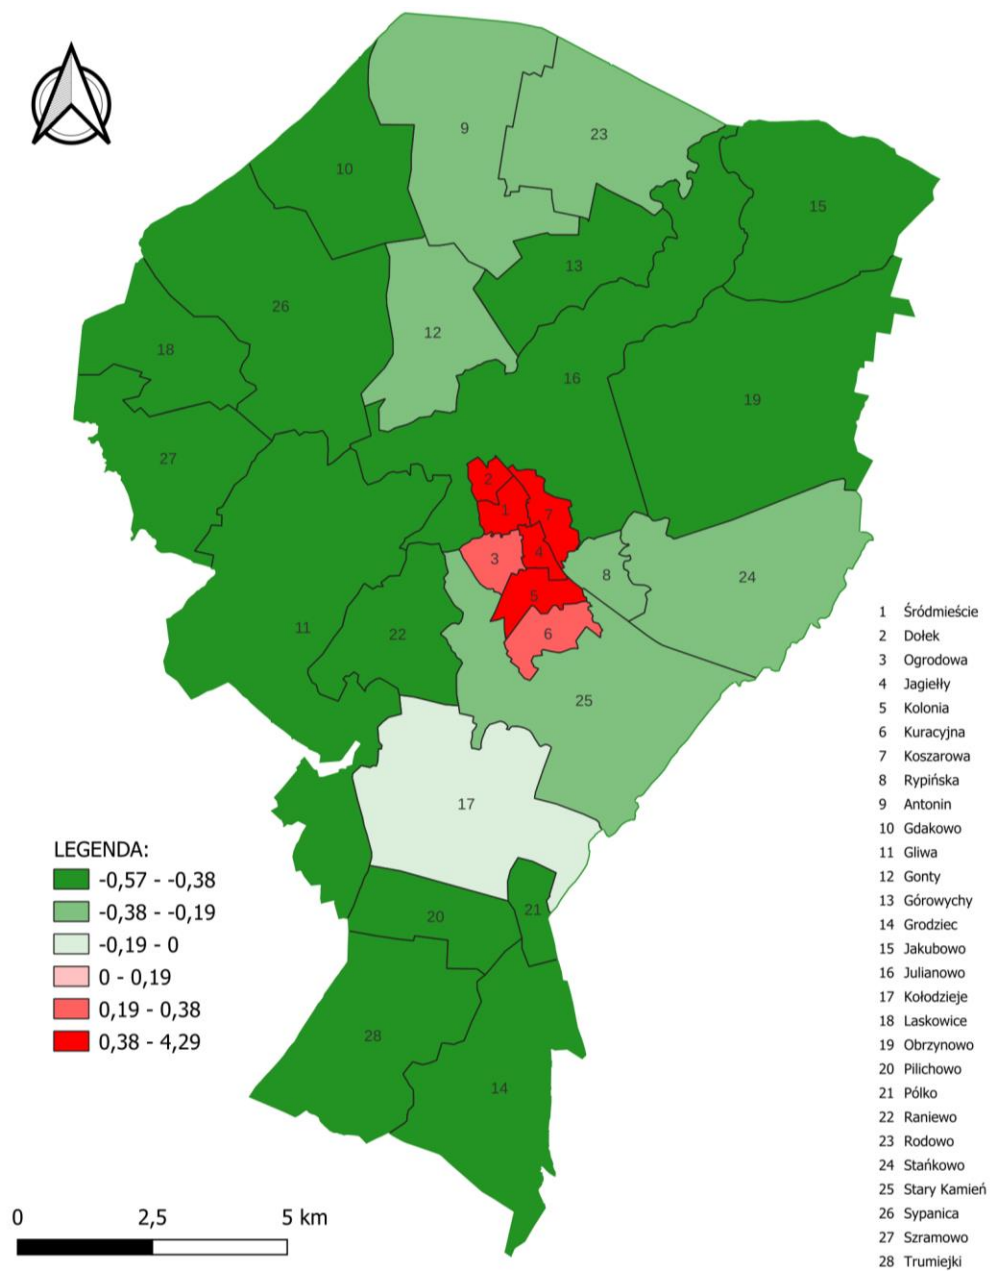 9
23
10
15
13
26
12
18
16
19
27
2
1
7
3
4
8
24
5
11
22
6
25
17
20
21
28
14
LEGENDA:
-0,57 - -0,38
-0,38 - -0,19
-0,19 - 0
0 - 0,19
0,19 - 0,38
0,38 - 4,29
0 2,5 5 km
1 Śródmieście
2 Dołek
3 Ogrodowa
4 Jagiełły
5 Kolonia
6 Kuracyjna
7 Koszarowa
8 Rypińska
9 Antonin
10 Gdakowo
11 Gliwa
12 Gonty
13 Górowychy
14 Grodziec
15 Jakubowo
16 Julianowo
17 Kołodzieje
18 Laskowice
19 Obrzynowo
20 Pilichowo
21 Pólko
22 Raniewo
23 Rodowo
24 Stańkowo
25 Stary Kamień
26 Sypanica
27 Szramowo
28 Trumiejki